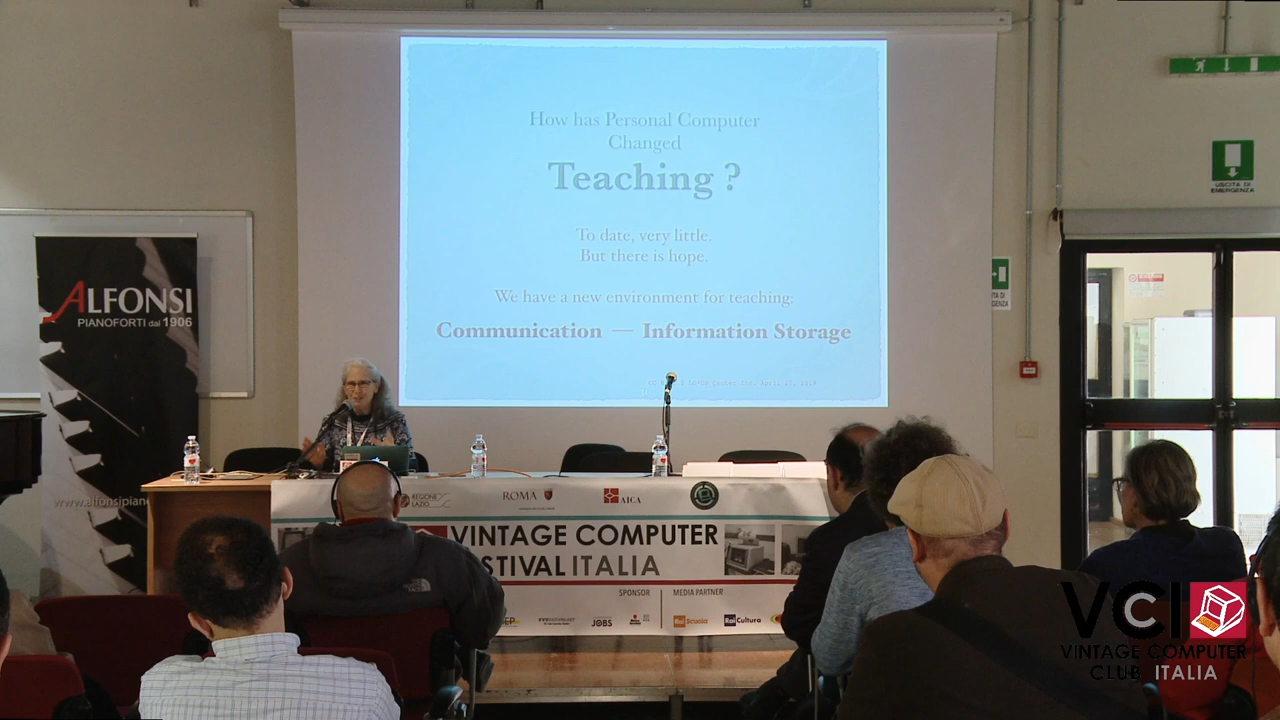 How has Personal Computer
Changed
Teaching ?
To date, very little.
But there is hope.
We have a new environment for teaching:
Communication — Information Storage
USCITA DI
EMERGENZA
ALFONSI
PIANOFORTI dal 1906
www.alfonsipian
REGIONE
LAZIO
ROMA
AICA
VINTAGE COMPUTER
STIVAL ITALIA
SPONSOR
MEDIA PARTNER
JOBS
Rai Scuola
Rai Cultura
VCI
VINTAGE COMPUTER
CLUB ITALIA